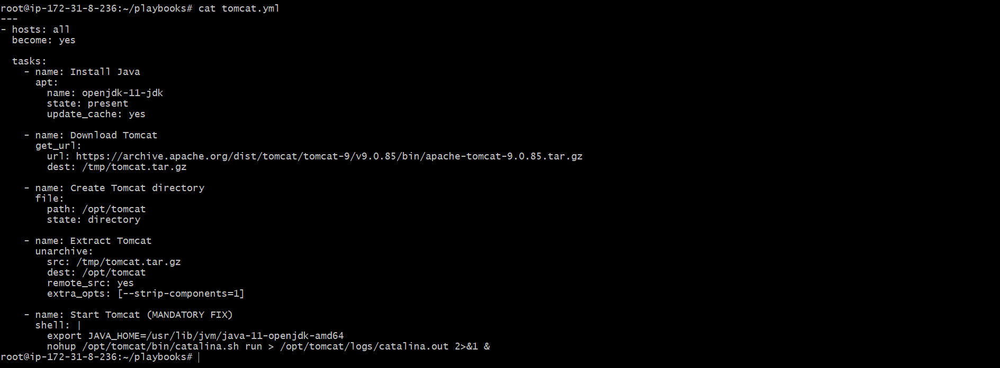 root@ip-172-31-8-236:~/playbooks# cat tomcat.yml
---
- hosts: all
  become: yes

  tasks:
    - name: Install Java
      apt:
        name: openjdk-11-jdk
        state: present
        update_cache: yes

    - name: Download Tomcat
      get_url:
        url: https://archive.apache.org/dist/tomcat/tomcat-9/v9.0.85/bin/apache-tomcat-9.0.85.tar.gz
        dest: /tmp/tomcat.tar.gz

    - name: Create Tomcat directory
      file:
        path: /opt/tomcat
        state: directory

    - name: Extract Tomcat
      unarchive:
        src: /tmp/tomcat.tar.gz
        dest: /opt/tomcat
        remote_src: yes
        extra_opts: [--strip-components=1]

    - name: Start Tomcat (MANDATORY FIX)
      shell: |
        export JAVA_HOME=/usr/lib/jvm/java-11-openjdk-amd64
        nohup /opt/tomcat/bin/catalina.sh run > /opt/tomcat/logs/catalina.out 2>&1 &
root@ip-172-31-8-236:~/playbooks#